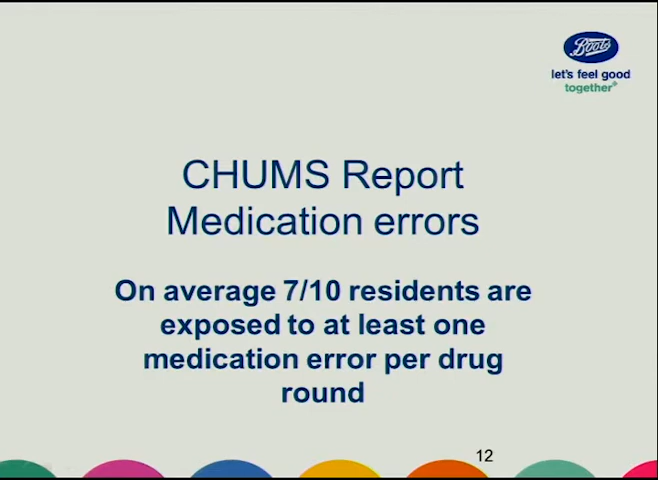 Boots
let's feel good
together
CHUMS Report
Medication errors
On average 7/10 residents are
exposed to at least one
medication error per drug
round
12